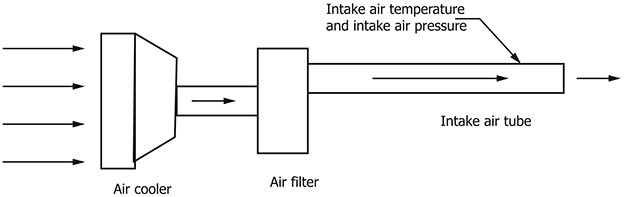 Intake air temperature
and intake air pressure
Intake air tube
Air filter
Air cooler